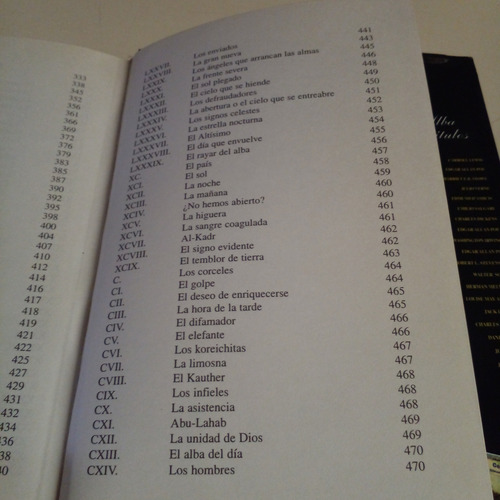 333
338
345
352
356
361
366
369
372
376
379
382
385
387
390
393
395
398
400
404
407
410
412
414
416
418
419
421
422
424
425
427
429
432
434
436
438
440
LXXVII. Los enviados 441
LXXVIII. La gran nueva 443
LXXIX. Los ángeles que arrancan las almas 445
LXXX. La frente severa 446
LXXXI. El sol plegado 448
LXXXII. El cielo que se hiende 449
LXXXIII. Los defraudadores 450
LXXXIV. La abertura o el cielo que se entreabre 451
LXXXV. Los signos celestes 452
LXXXVI. La estrella nocturna 453
LXXXVII. El Altísimo 454
LXXXVIII. El día que envuelve 455
LXXXIX. El rayar del alba 456
XC. El país 458
XCI. El sol 459
XCII. La noche 460
XCIII. La mañana 460
XCIV. ¿No hemos abierto? 461
XCV. La higuera 461
XCVI. La sangre coagulada 462
XCVII. Al-Kadr 462
XCVIII. El signo evidente 463
XCIX. El temblor de tierra 464
C. Los corceles 464
CI. El golpe 465
CII. El deseo de enriquecerse 465
CIII. La hora de la tarde 466
CIV. El difamador 466
CV. El elefante 467
CVI. Los koreichitas 467
CVII. La limosna 467
CVIII. El Kauther 468
CIX. Los infieles 468
CX. La asistencia 468
CXI. Abu-Lahab 469
CXII. La unidad de Dios 469
CXIII. El alba del día 470
CXIV. Los hombres 470
Alba